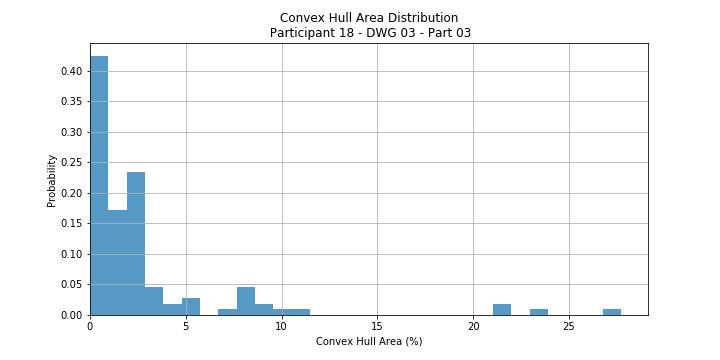 Convex Hull Area Distribution
Participant 18 - DWG 03 - Part 03
Probability
0.40
0.35
0.30
0.25
0.20
0.15
0.10
0.05
0.00
0 5 10 15 20 25
Convex Hull Area (%)